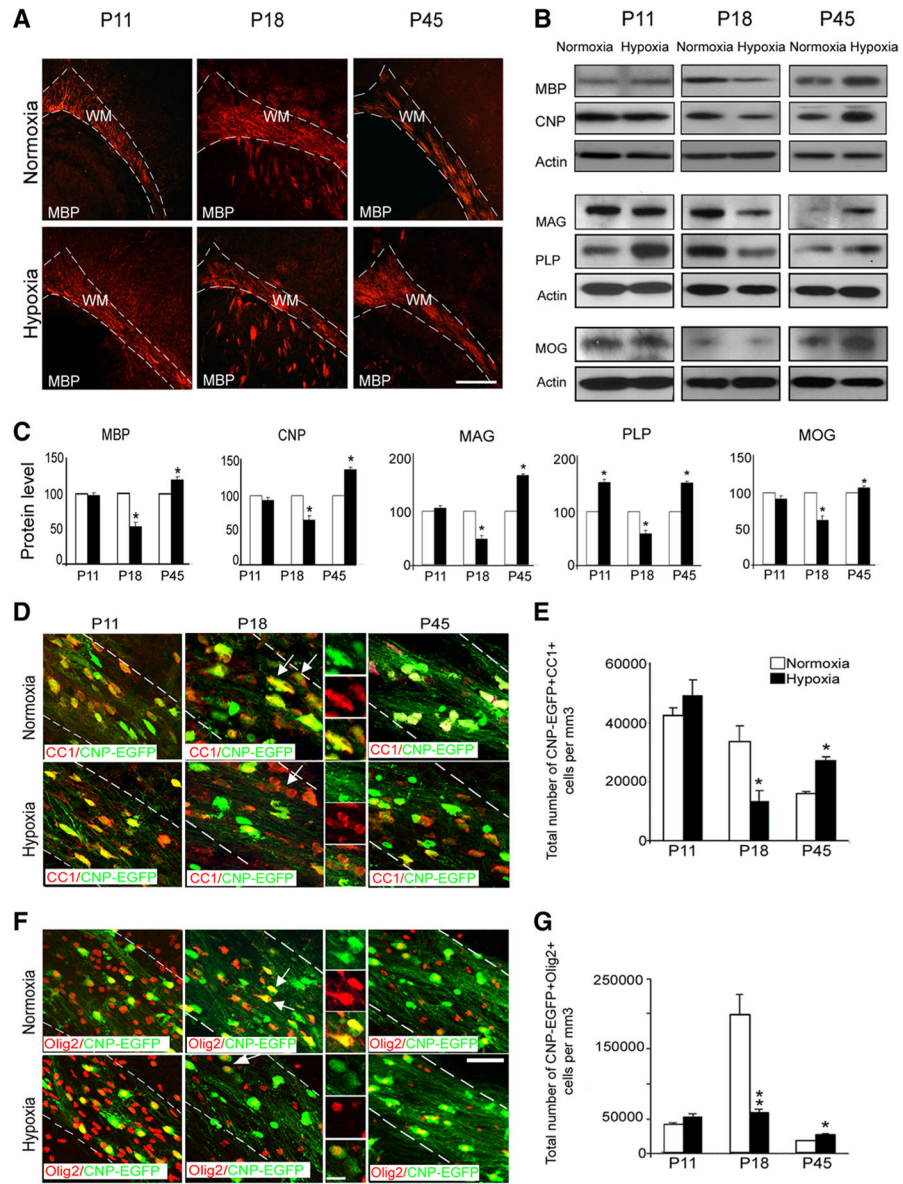 A P11 P18 P45
Normoxia
WM WM WM
MBP MBP MBP
Hypoxia
WM WM WM
MBP MBP MBP
B P11 P18 P45
Normoxia Hypoxia Normoxia Hypoxia Normoxia Hypoxia
MBP
CNP
Actin
MAG
PLP
Actin
MOG
Actin
C
Protein level
MBP
150
100
50
0
* *
P11 P18 P45
CNP
150
100
50
0
* *
P11 P18 P45
MAG
200
100
0
* *
P11 P18 P45
PLP
200
100
0
* * *
P11 P18 P45
MOG
150
100
50
0
* *
P11 P18 P45
D P11 P18 P45
Normoxia
CC1/CNP-EGFP CC1/CNP-EGFP CC1/CNP-EGFP
Hypoxia
CC1/CNP-EGFP CC1/CNP-EGFP CC1/CNP-EGFP
E
Total number of CNP-EGFP+CC1+
cells per mm3
60000
40000
20000
0
Normoxia
Hypoxia
* *
P11 P18 P45
F
Normoxia
Olig2/CNP-EGFP Olig2/CNP-EGFP Olig2/CNP-EGFP
Hypoxia
Olig2/CNP-EGFP Olig2/CNP-EGFP Olig2/CNP-EGFP
G
Total number of CNP-EGFP+Olig2+
cells per mm3
250000
150000
50000
0
** *
P11 P18 P45